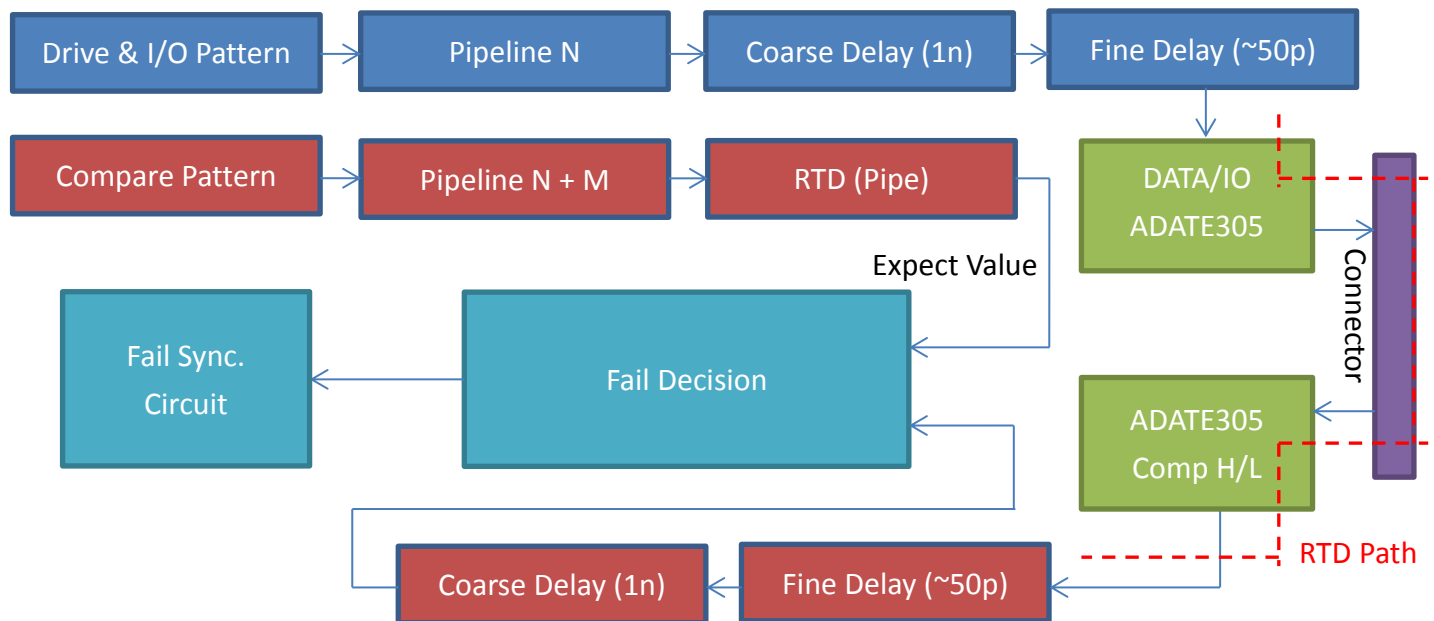 Drive & I/O Pattern
Pipeline N
Coarse Delay (1n)
Fine Delay (~50p)
Compare Pattern
Pipeline N + M
RTD (Pipe)
DATA/IO
ADATE305
Expect Value
Connector
Fail Sync.
Circuit
Fail Decision
ADATE305
Comp H/L
RTD Path
Coarse Delay (1n)
Fine Delay (~50p)